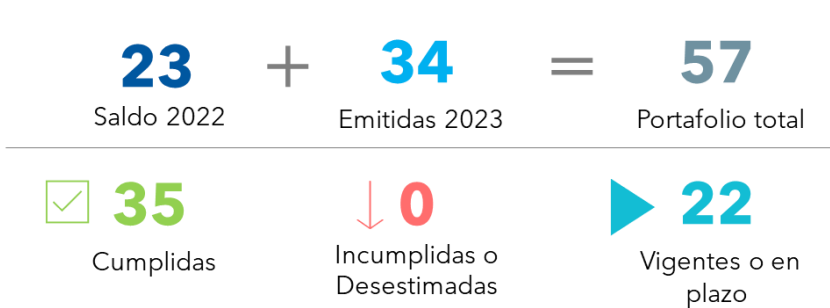 23 + 34 = 57
Saldo 2022 Emitidas 2023 Portafolio total
35 0 22
Cumplidas Incumplidas o Desestimadas Vigentes o en plazo